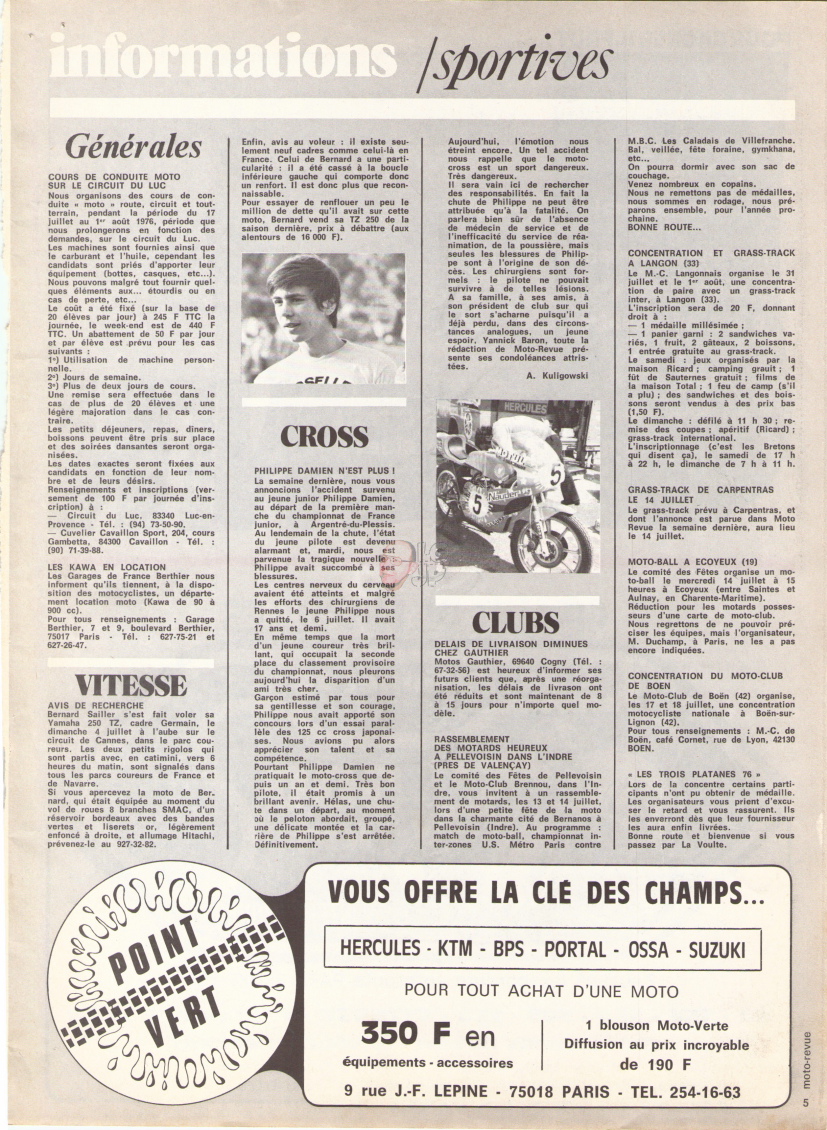 informations /sportives
Générales
COURS DE CONDUITE MOTO
SUR LE CIRCUIT DU LUC
Nous organisons des cours de con-
duite « moto » route, circuit et tout-
terrain, pendant la période du 17
juillet au 1er août 1976, période que
nous prolongerons en fonction des
demandes, sur le circuit du Luc.
Les machines sont fournies ainsi que
le carburant et l'huile, cependant les
candidats sont priés d'apporter leur
équipement (bottes, casques, etc...).
Nous pouvons malgré tout fournir quel-
ques éléments aux... étourdis ou en
cas de perte, etc...
Le coût a été fixé (sur la base de
20 élèves par jour) à 245 F TTC la
journée, le week-end est de 440 F
TTC. Un abattement de 50 F par jour
et par élève est prévu pour les cas
suivants :
1º) Utilisation de machine person-
nelle.
2º) Jours de semaine.
3º) Plus de deux jours de cours.
Une remise sera effectuée dans le
cas de plus de 20 élèves et une
légère majoration dans le cas con-
traire.
Les petits déjeuners, repas, dîners,
boissons peuvent être pris sur place
et des soirées dansantes seront orga-
nisées.
Les dates exactes seront fixées aux
candidats en fonction de leur nom-
bre et de leurs désirs.
Renseignements et inscriptions (ver-
sement de 100 F par journée d'ins-
cription) à :
— Circuit du Luc, 83340 Luc-en-
Provence - Tél. : (94) 73-50-90,
— Cuvelier Cavaillon Sport, 204, cours
Gambetta, 84300 Cavaillon - Tél. :
(90) 71-39-88.
LES KAWA EN LOCATION
Les Garages de France Berthier nous
informent qu'ils tiennent, à la dispo-
sition des motocyclistes, un départe-
ment location moto (Kawa de 90 à
900 cc).
Pour tous renseignements : Garage
Berthier, 7 et 9, boulevard Berthier,
75017 Paris - Tél. : 627-75-21 et
627-26-47.
VITESSE
AVIS DE RECHERCHE
Bernard Sailler s'est fait voler sa
Yamaha 250 TZ, cadre Germain, le
dimanche 4 juillet à l'aube sur le
circuit de Cannes, dans le parc cou-
reurs. Les deux petits rigolos qui
sont partis avec, en catimini, vers 6
heures du matin, sont signalés dans
tous les parcs coureurs de France et
de Navarre.
Si vous apercevez la moto de Ber-
nard, qui était équipée au moment du
vol de roues 8 branches SMAC, d'un
réservoir bordeaux avec des bandes
vertes et liserets or, légèrement
enfoncé à droite, et allumage Hitachi,
prévenez-le au 927-32-82.
Enfin, avis au voleur : il existe seu-
lement neuf cadres comme celui-là en
France. Celui de Bernard a une parti-
cularité : il a été cassé à la boucle
inférieure gauche qui comporte donc
un renfort. Il est donc plus que recon-
naissable.
Pour essayer de renflouer un peu le
million de dette qu'il avait sur cette
moto, Bernard vend sa TZ 250 de la
saison dernière, prix à débattre (aux
alentours de 16 000 F).
CROSS
PHILIPPE DAMIEN N'EST PLUS !
La semaine dernière, nous vous
annoncions l'accident survenu
au jeune junior Philippe Damien,
au départ de la première man-
che du championnat de France
junior, à Argentré-du-Plessis.
Au lendemain de la chute, l'état
du jeune pilote est devenu
alarmant et, mardi, nous est
parvenue la tragique nouvelle.
Philippe avait succombé à ses
blessures.
Les centres nerveux du cerveau
avaient été atteints et malgré
les efforts des chirurgiens de
Rennes le jeune Philippe nous
a quitté, le 6 juillet. Il avait
17 ans et demi.
En même temps que la mort
d'un jeune coureur très bril-
lant, qui occupait la seconde
place du classement provisoire
du championnat, nous pleurons
aujourd'hui la disparition d'un
ami très cher.
Garçon estimé par tous pour
sa gentillesse et son courage,
Philippe nous avait apporté son
concours lors d'un essai paral-
lèle des 125 cc cross japonai-
ses. Nous avions pu alors
apprécier son talent et sa
compétence.
Pourtant Philippe Damien ne
pratiquait le moto-cross que de-
puis un an et demi. Très bon
pilote, il était promis à un
brillant avenir. Hélas, une chu-
te dans un départ, au moment
où le peloton abordait, groupé,
une délicate montée et la car-
rière de Philippe s'est arrêtée.
Définitivement.
Aujourd'hui, l'émotion nous
étreint encore. Un tel accident
nous rappelle que le moto-
cross est un sport dangereux.
Très dangereux.
Il sera vain ici de rechercher
des responsabilités. En fait la
chute de Philippe ne peut être
attribuée qu'à la fatalité. On
parlera bien sûr de l'absence
de médecin de service et de
l'inefficacité du service de réa-
nimation, de la poussière, mais
seules les blessures de Philip-
pe sont à l'origine de son dé-
cès. Les chirurgiens sont for-
mels : le pilote ne pouvait
survivre à de telles lésions.
A sa famille, à ses amis, à
son président de club sur qui
le sort s'acharne puisqu'il a
déjà perdu, dans des circons-
tances analogues, un jeune
espoir, Yannick Baron, toute la
rédaction de Moto-Revue pré-
sente ses condoléances attris-
tées.
A. Kuligowski
HERCULES
5
5
CLUBS
DELAIS DE LIVRAISON DIMINUES
CHEZ GAUTHIER
Motos Gauthier, 69640 Cogny (Tél. :
67-32-56) est heureux d'informer ses
futurs clients que, après une réorga-
nisation, les délais de livrason ont
été réduits et sont maintenant de 8
à 15 jours pour n'importe quel mo-
dèle.
RASSEMBLEMENT
DES MOTARDS HEUREUX
A PELLEVOISIN DANS L'INDRE
(PRES DE VALENÇAY)
Le comité des Fêtes de Pellevoisin
et le Moto-Club Brennou, dans l'In-
dre, vous invitent à un rassemble-
ment de motards, les 13 et 14 juillet,
lors d'une petite fête de la moto
dans la charmante cité de Bernanos à
Pellevoisin (Indre). Au programme :
match de moto-ball, championnat in-
ter-zones U.S. Métro Paris contre
M.B.C. Les Caladais de Villefranche.
Bal, veillée, fête foraine, gymkhana,
etc...
On pourra dormir avec son sac de
couchage.
Venez nombreux en copains.
Nous ne remettons pas de médailles,
nous sommes en rodage, nous pré-
parons ensemble, pour l'année pro-
chaine.
BONNE ROUTE...
CONCENTRATION ET GRASS-TRACK
A LANGON (33)
Le M.-C. Langonnais organise le 31
juillet et le 1er août, une concentra-
tion de paire avec un grass-track
inter, à Langon (33).
L'inscription sera de 20 F, donnant
droit à :
— 1 médaille millésimée ;
— 1 panier garni : 2 sandwiches va-
riés, 1 fruit, 2 gâteaux, 2 boissons,
1 entrée gratuite au grass-track.
Le samedi : jeux organisés par la
maison Ricard ; camping grauit ; 1
fût de Sauternes gratuit ; films de
la maison Total ; 1 feu de camp (s'il
a plu) ; des sandwiches et des bois-
sons seront vendus à des prix bas
(1,50 F).
Le dimanche : défilé à 11 h 30 ; re-
mise des coupes ; apéritif (Ricard) ;
grass-track international.
L'inscriptionnage (c'est les Bretons
qui disent ça), le samedi de 17 h
à 22 h, le dimanche de 7 h à 11 h.
GRASS-TRACK DE CARPENTRAS
LE 14 JUILLET
Le grass-track prévu à Carpentras, et
dont l'annonce est parue dans Moto
Revue la semaine dernière, aura lieu
le 14 juillet.
MOTO-BALL A ECOYEUX (19)
Le comité des Fêtes organise un mo-
to-ball le mercredi 14 juillet à 15
heures à Ecoyeux (entre Saintes et
Aulnay, en Charente-Maritime).
Réduction pour les motards posses-
seurs d'une carte de moto-club.
Nous regrettons de ne pouvoir pré-
ciser les équipes, mais l'organisateur,
M. Duchamp, à Paris, ne les a pas
encore indiquées.
CONCENTRATION DU MOTO-CLUB
DE BOEN
Le Moto-Club de Boën (42) organise,
les 17 et 18 juillet, une concentration
motocycliste nationale à Boën-sur-
Lignon (42).
Pour tous renseignements : M.-C. de
Boën, café Cornet, rue de Lyon, 42130
BOEN.
« LES TROIS PLATANES 76 »
Lors de la concentre certains parti-
cipants n'ont pu obtenir de médaille.
Les organisateurs vous prient d'excu-
ser le retard et vous rassurent. Ils
les enverront dès que leur fournisseur
les aura enfin livrées.
Bonne route et bienvenue si vous
passez par La Voulte.
POINT
VERT
VOUS OFFRE LA CLÉ DES CHAMPS...
HERCULES - KTM - BPS - PORTAL - OSSA - SUZUKI
POUR TOUT ACHAT D'UNE MOTO
350 F en
équipements - accessoires
1 blouson Moto-Verte
Diffusion au prix incroyable
de 190 F
9 rue J.-F. LEPINE - 75018 PARIS - TEL. 254-16-63
moto-revue
5